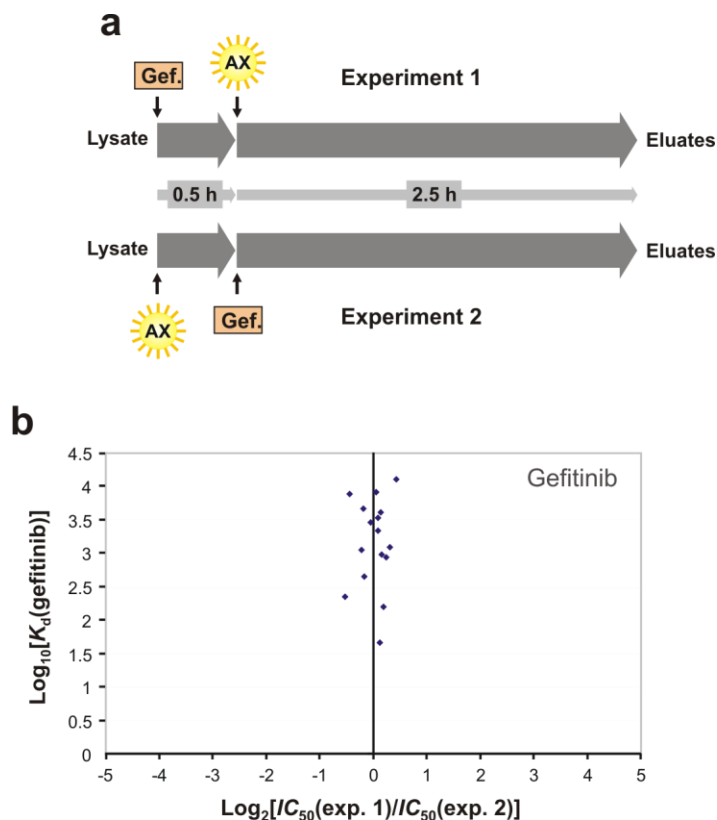 a
Gef.
AX
Experiment 1
Lysate
Eluates
0.5 h
2.5 h
Lysate
Eluates
AX
Gef.
Experiment 2
b
4.5
4
3.5
3
2.5
2
1.5
1
0.5
0
Log10[Kd(gefitinib)]
Gefitinib
-5 -4 -3 -2 -1 0 1 2 3 4 5
Log2[IC50(exp. 1)/IC50(exp. 2)]